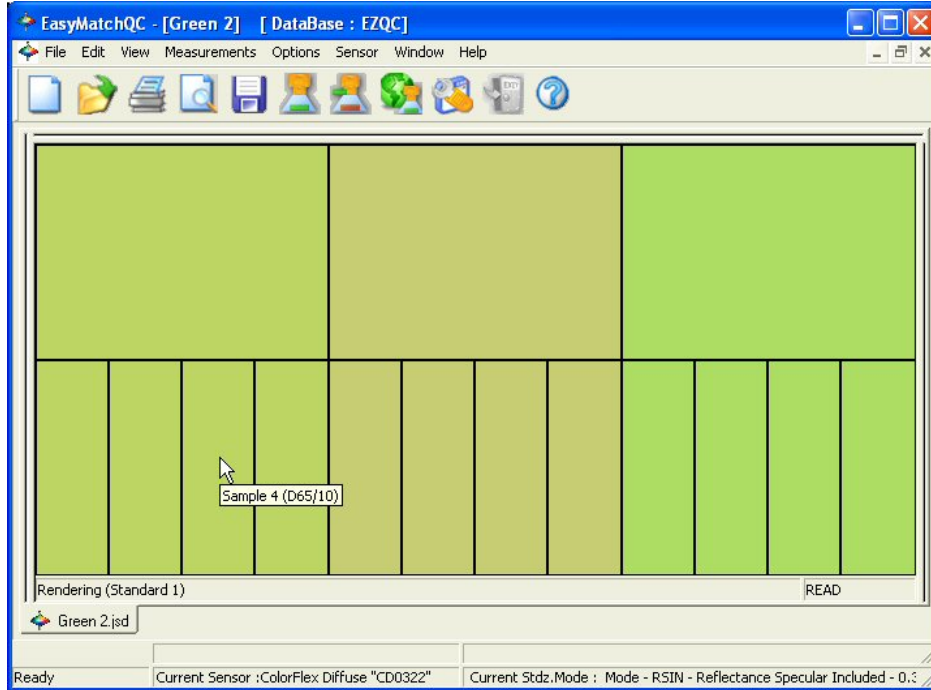 EasyMatchQC - [Green 2] [ DataBase : EZQC]
File Edit View Measurements Options Sensor Window Help
Sample 4 (D65/10)
Rendering (Standard 1) READ
Green 2.jsd
Ready Current Sensor :ColorFlex Diffuse "CD0322" Current Stdz.Mode : Mode - RSIN - Reflectance Specular Included - 0.3